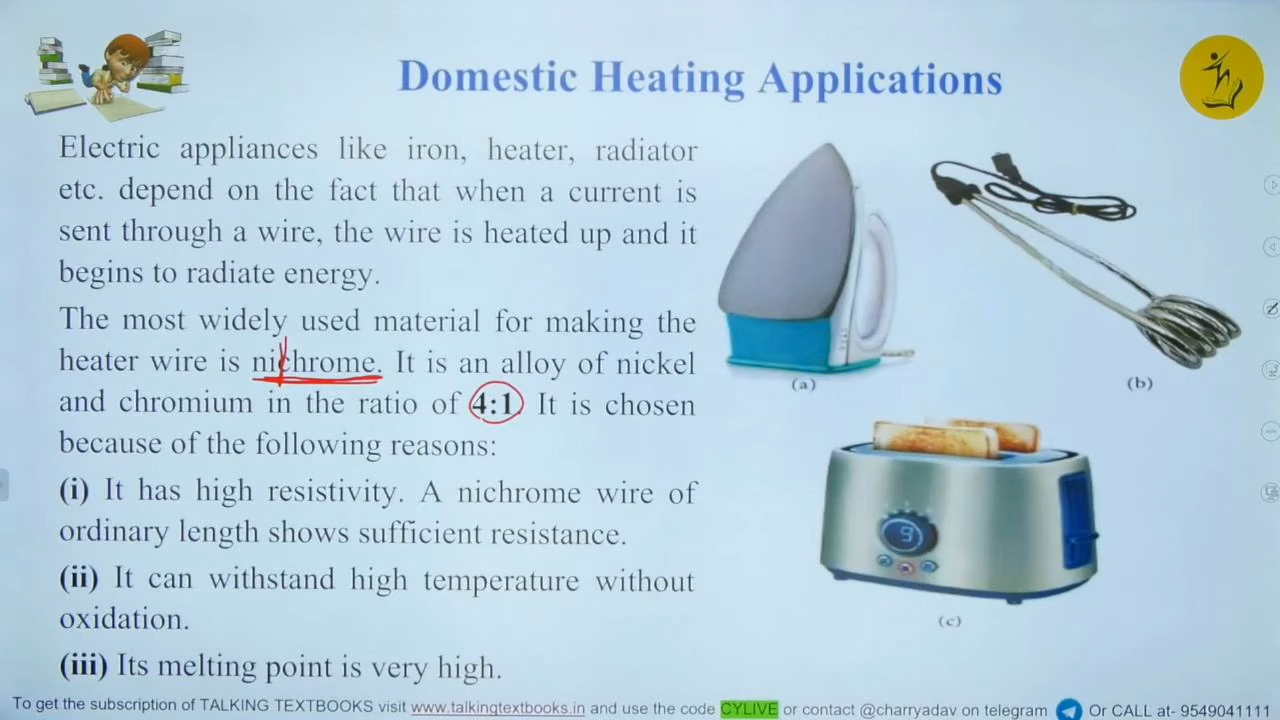 Domestic Heating Applications
Electric appliances like iron, heater, radiator
etc. depend on the fact that when a current is
sent through a wire, the wire is heated up and it
begins to radiate energy.
The most widely used material for making the
heater wire is nichrome. It is an alloy of nickel
and chromium in the ratio of 4:1. It is chosen
because of the following reasons:
(i) It has high resistivity. A nichrome wire of
ordinary length shows sufficient resistance.
(ii) It can withstand high temperature without
oxidation.
(iii) Its melting point is very high.
(a)
(b)
9
(c)
To get the subscription of TALKING TEXTBOOKS visit www.talkingtextbooks.in and use the code CYLIVE or contact @charryadav on telegram Or CALL at- 9549041111